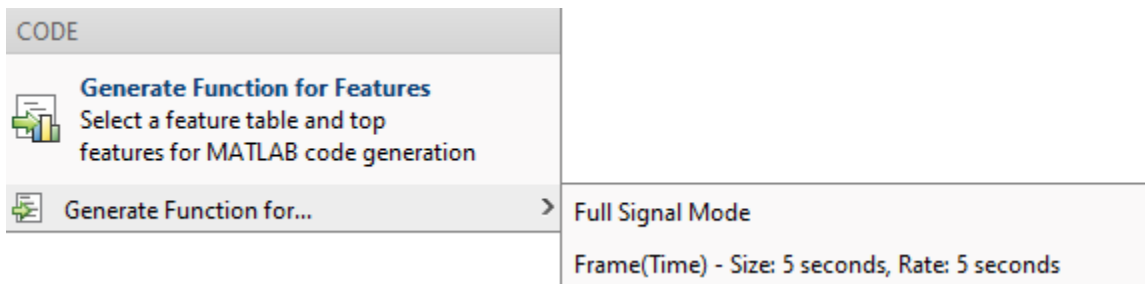 CODE
Generate Function for Features
Select a feature table and top
features for MATLAB code generation
Generate Function for...
Full Signal Mode
Frame(Time) - Size: 5 seconds, Rate: 5 seconds